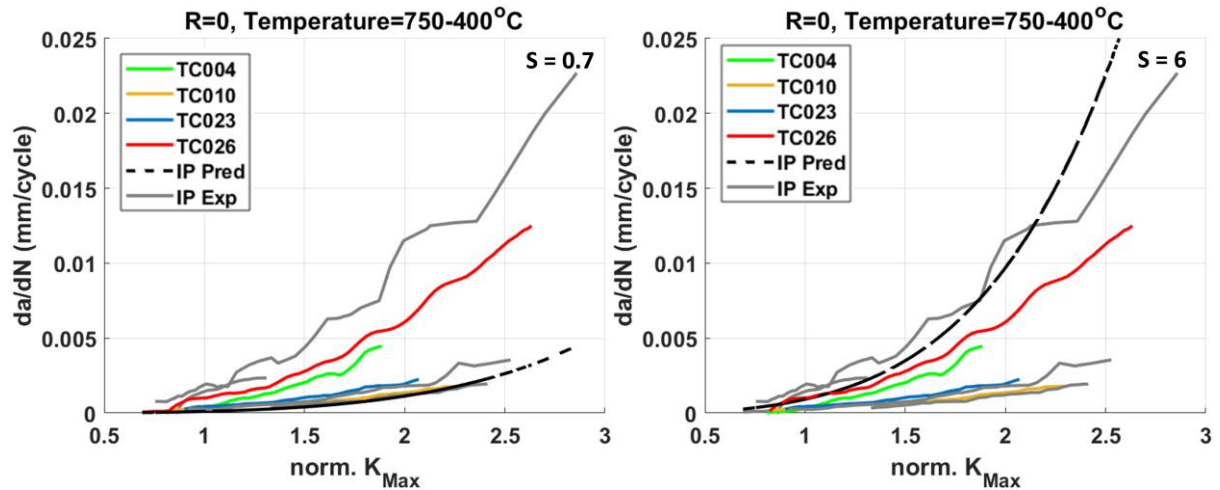 R=0, Temperature=750-400°C
0.025
0.02
0.015
0.01
0.005
0
da/dN (mm/cycle)
TC004
TC010
TC023
TC026
IP Pred
IP Exp
S = 0.7
0.5 1 1.5 2 2.5 3
norm. K_Max
R=0, Temperature=750-400°C
0.025
0.02
0.015
0.01
0.005
0
da/dN (mm/cycle)
TC004
TC010
TC023
TC026
IP Pred
IP Exp
S = 6
0.5 1 1.5 2 2.5 3
norm. K_Max